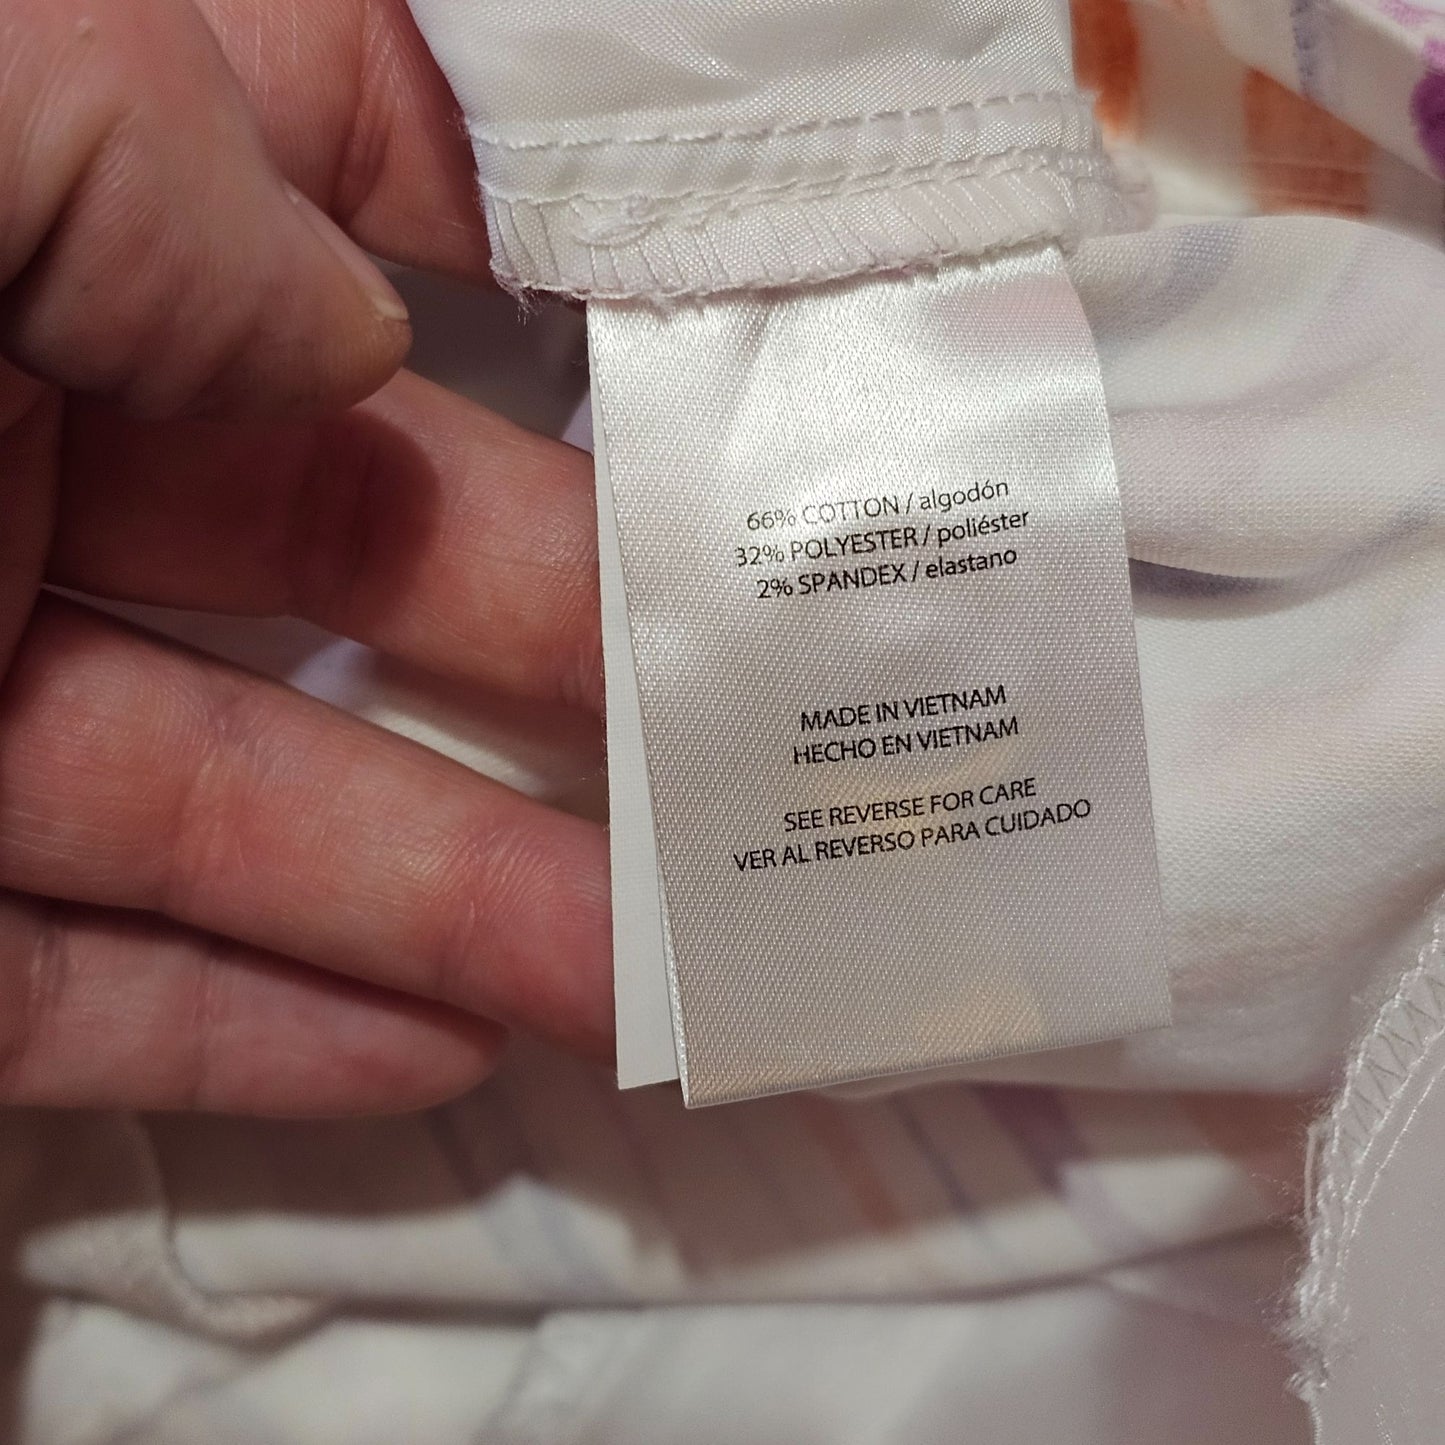 66% COTTON / algodón
32% POLYESTER / poliéster
2% SPANDEX / elastano
MADE IN VIETNAM
HECHO EN VIETNAM
SEE REVERSE FOR CARE
VER AL REVERSO PARA CUIDADO